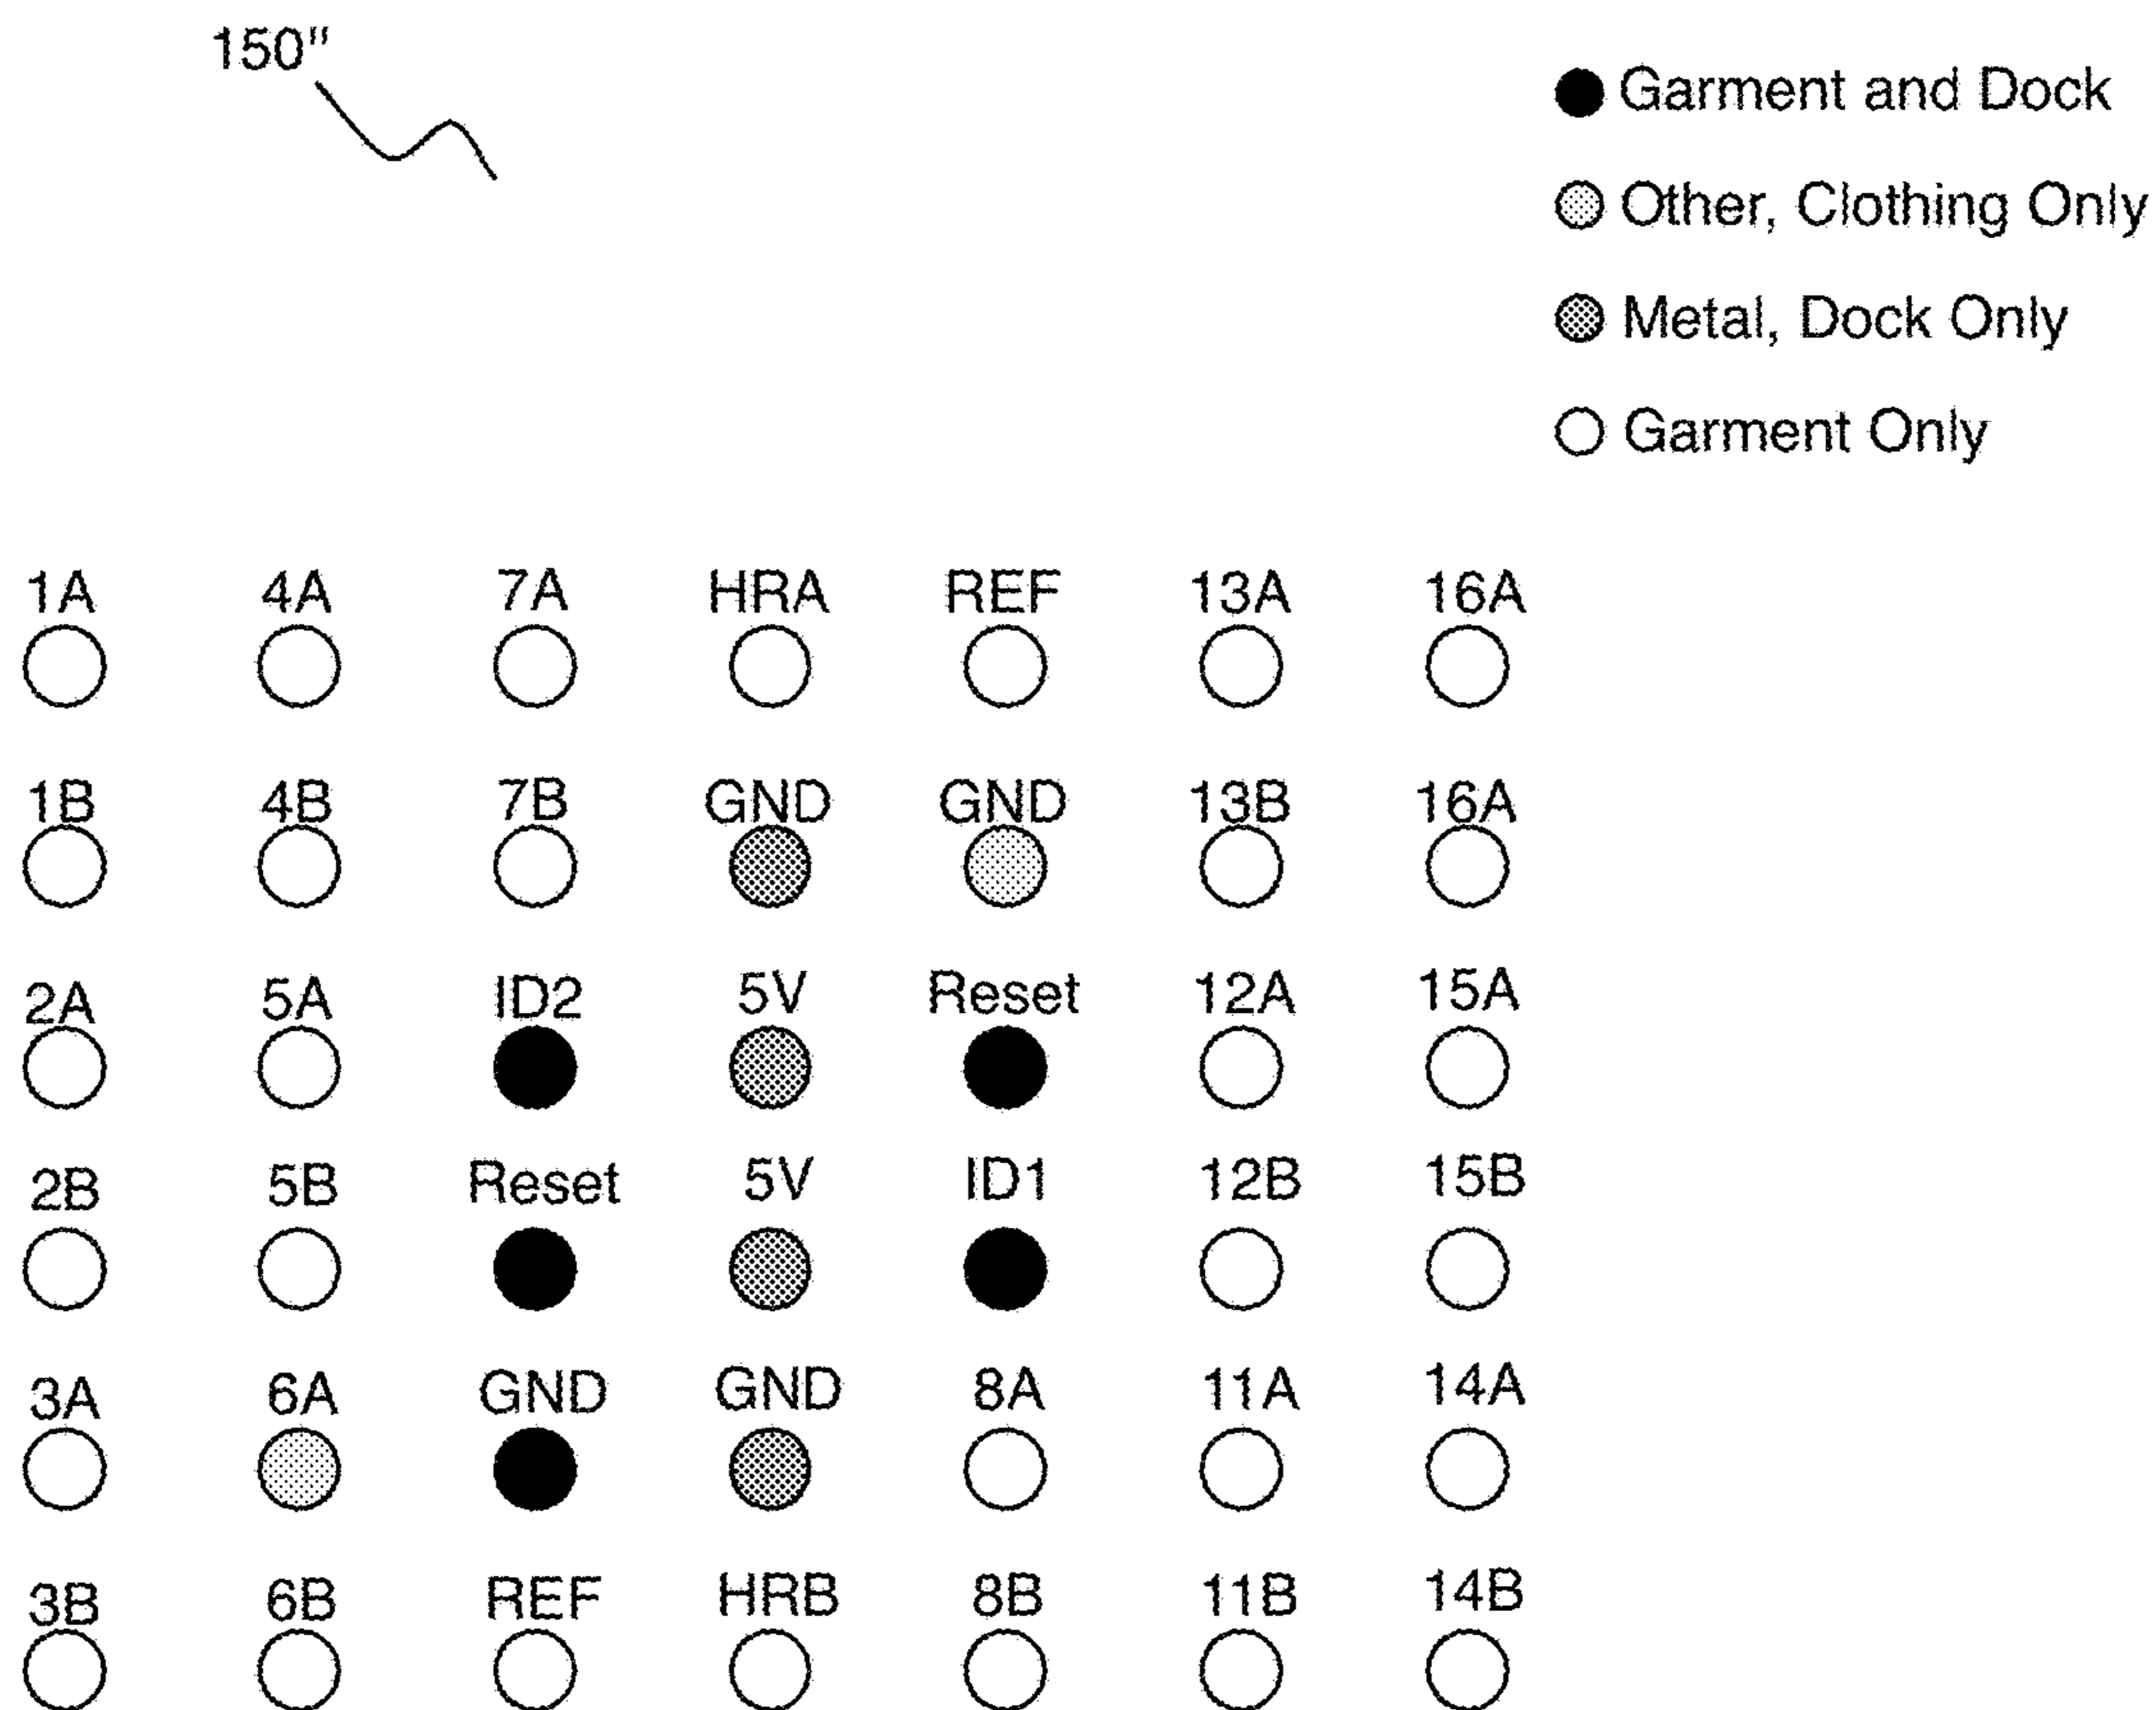 150"
Garment and Dock
Other, Clothing Only
Metal, Dock Only
Garment Only
1A 4A 7A HRA REF 13A 16A
1B 4B 7B GND GND 13B 16A
2A 5A ID2 5V Reset 12A 15A
2B 5B Reset 5V ID1 12B 15B
3A 6A GND GND 8A 11A 14A
3B 6B REF HRB 8B 11B 14B